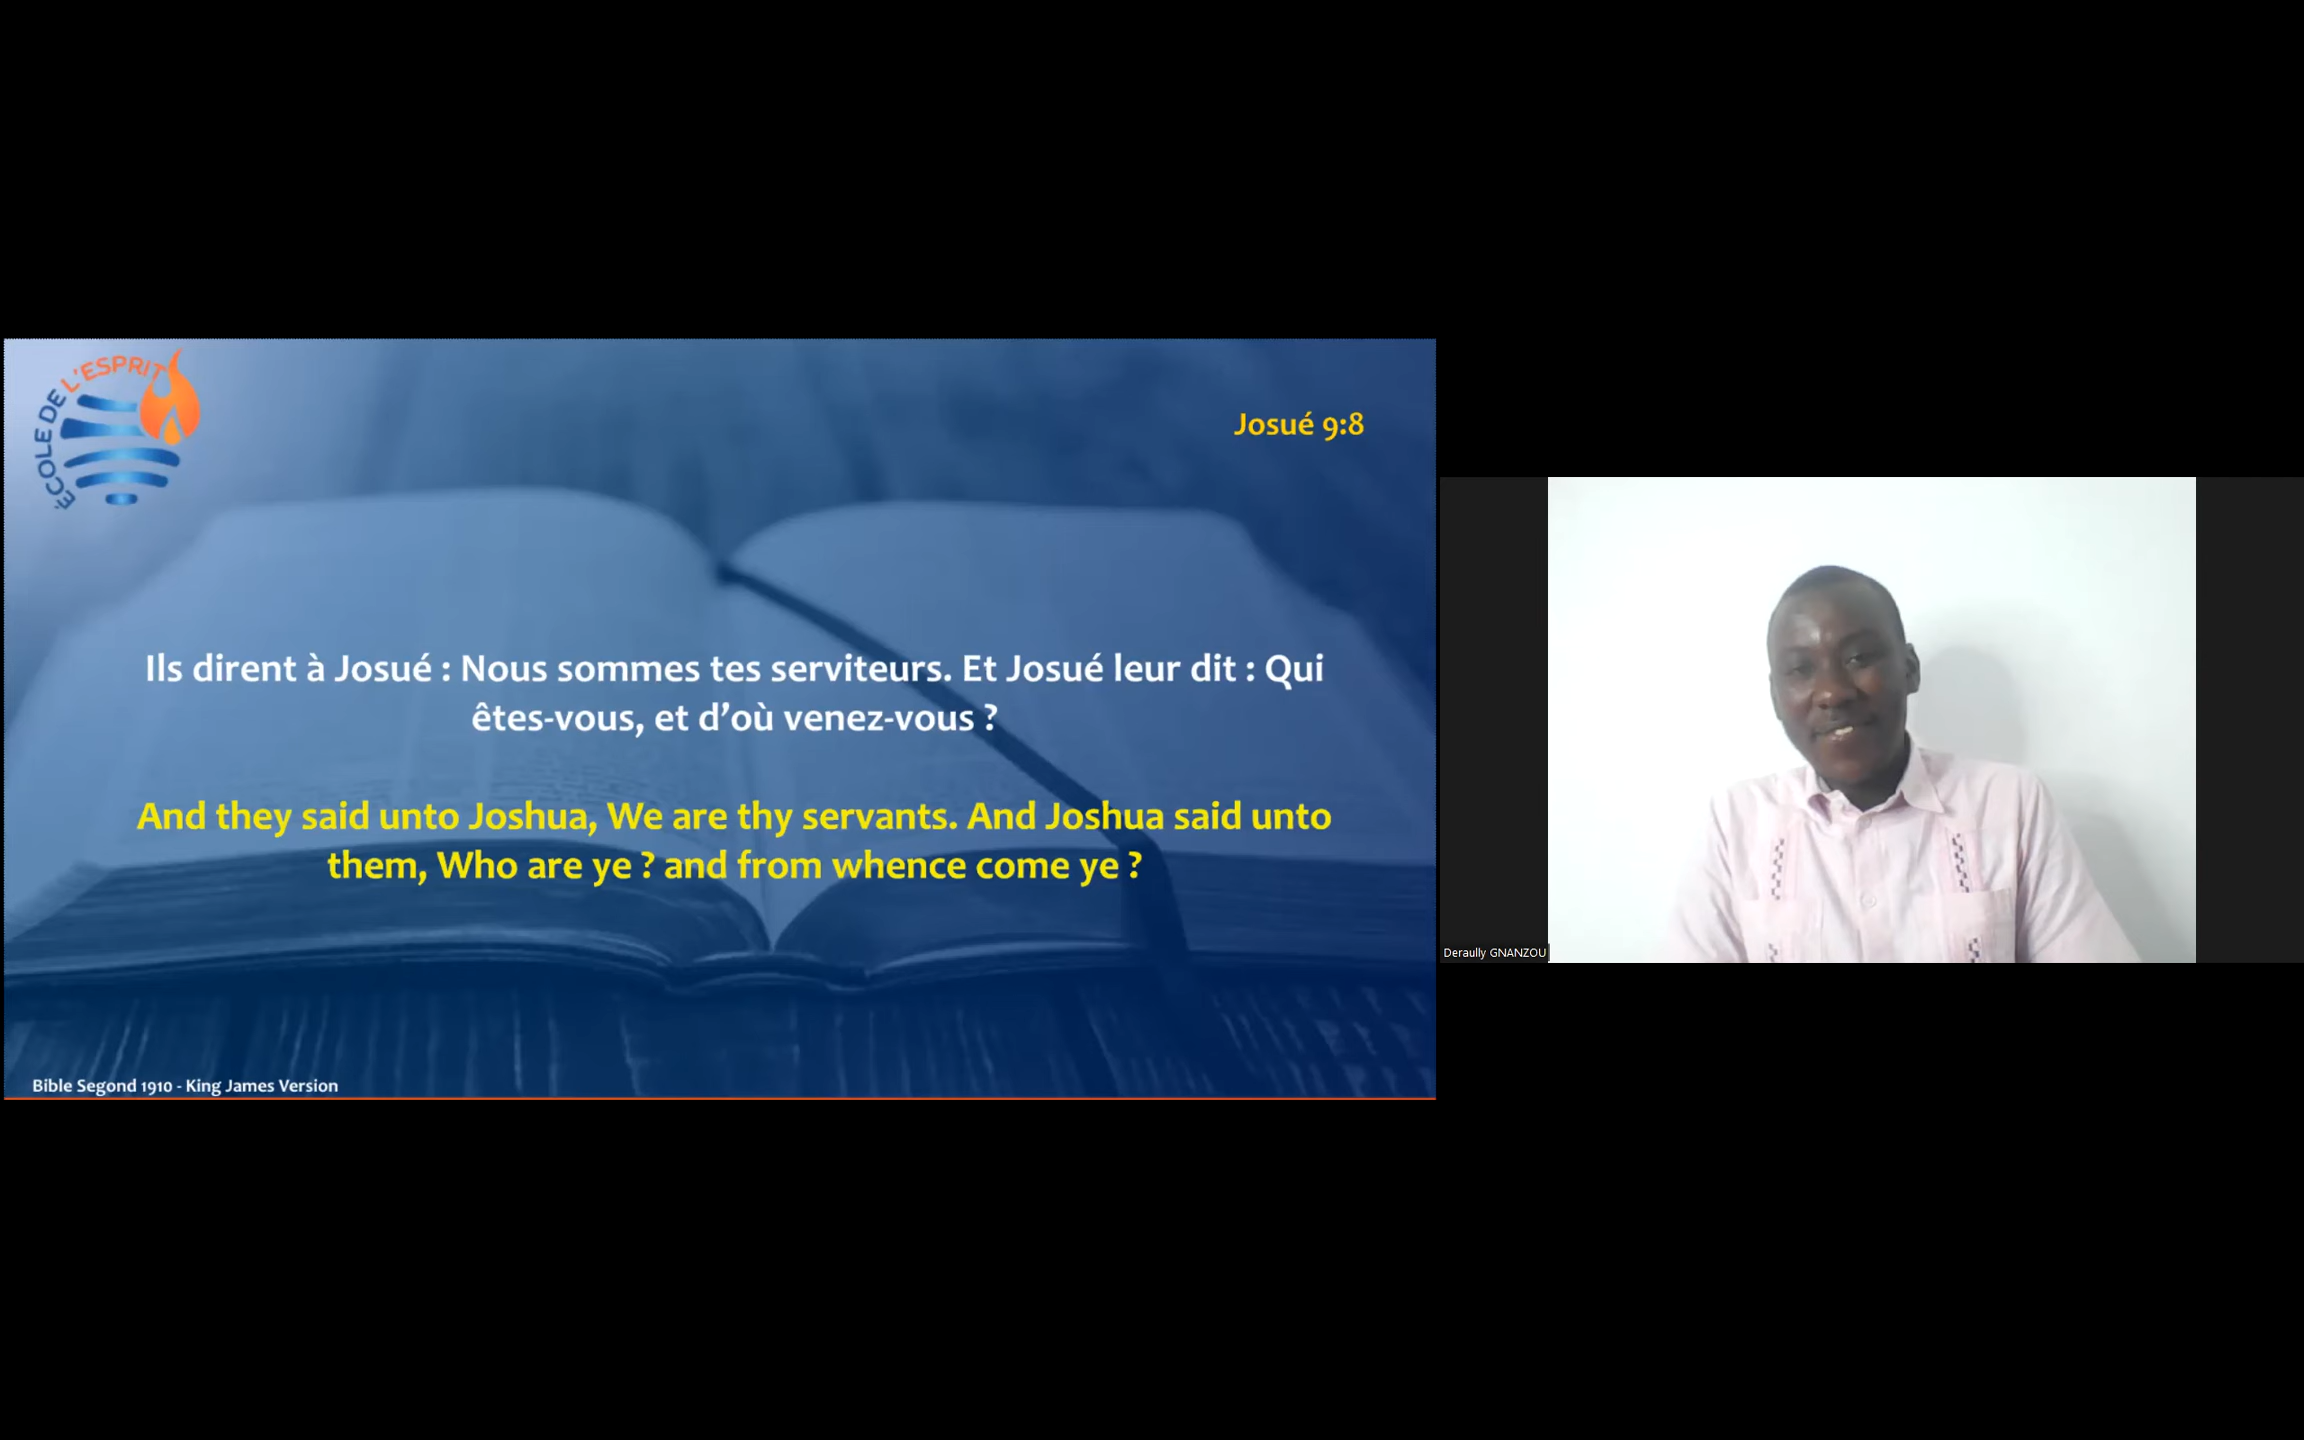 L'ÉCOLE DE L'ESPRIT
Josué 9:8
Ils dirent à Josué : Nous sommes tes serviteurs. Et Josué leur dit : Qui
êtes-vous, et d’où venez-vous ?
And they said unto Joshua, We are thy servants. And Joshua said unto
them, Who are ye ? and from whence come ye ?
Deraully GNANZOU
Bible Segond 1910 - King James Version